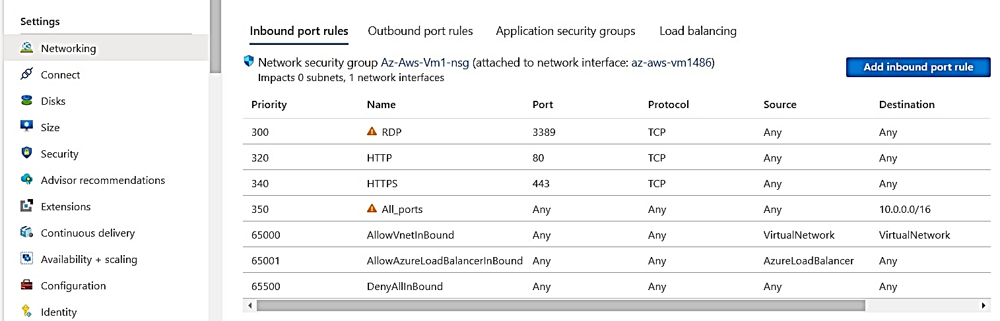 Settings
Networking
Connect
Disks
Size
Security
Advisor recommendations
Extensions
Continuous delivery
Availability + scaling
Configuration
Identity
Inbound port rules Outbound port rules Application security groups Load balancing
Network security group Az-Aws-Vm1-nsg (attached to network interface: az-aws-vm1486)
Impacts 0 subnets, 1 network interfaces
Add inbound port rule
Priority Name Port Protocol Source Destination
300 RDP 3389 TCP Any Any
320 HTTP 80 TCP Any Any
340 HTTPS 443 TCP Any Any
350 All_ports Any Any Any 10.0.0.0/16
65000 AllowVnetInBound Any Any VirtualNetwork VirtualNetwork
65001 AllowAzureLoadBalancerInBound Any Any AzureLoadBalancer Any
65500 DenyAllInBound Any Any Any Any